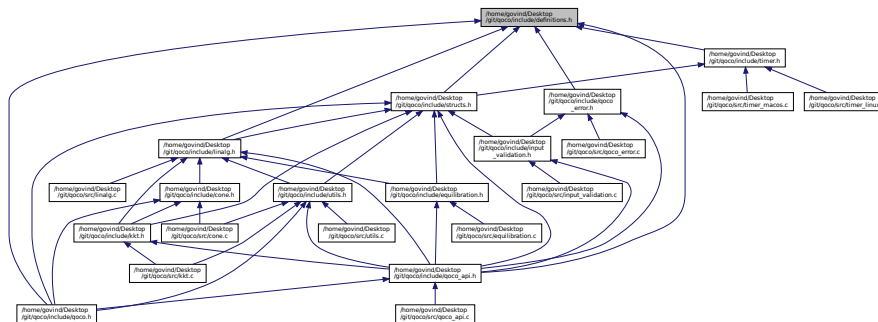 /home/govind/Desktop
/git/qoco/include/definitions.h
/home/govind/Desktop
/git/qoco/include/timer.h
/home/govind/Desktop
/git/qoco/include/structs.h
/home/govind/Desktop
/git/qoco/include/qoco
_error.h
/home/govind/Desktop
/git/qoco/src/timer_macos.c
/home/govind/Desktop
/git/qoco/src/timer_linux
/home/govind/Desktop
/git/qoco/include/linalg.h
/home/govind/Desktop
/git/qoco/include/input
_validation.h
/home/govind/Desktop
/git/qoco/src/qoco_error.c
/home/govind/Desktop
/git/qoco/src/linalg.c
/home/govind/Desktop
/git/qoco/include/cone.h
/home/govind/Desktop
/git/qoco/include/utils.h
/home/govind/Desktop
/git/qoco/include/equilibration.h
/home/govind/Desktop
/git/qoco/src/input_validation.c
/home/govind/Desktop
/git/qoco/include/kkt.h
/home/govind/Desktop
/git/qoco/src/cone.c
/home/govind/Desktop
/git/qoco/src/utils.c
/home/govind/Desktop
/git/qoco/src/equilibration.c
/home/govind/Desktop
/git/qoco/src/kkt.c
/home/govind/Desktop
/git/qoco/include/qoco_api.h
/home/govind/Desktop
/git/qoco/include/qoco.h
/home/govind/Desktop
/git/qoco/src/qoco_api.c